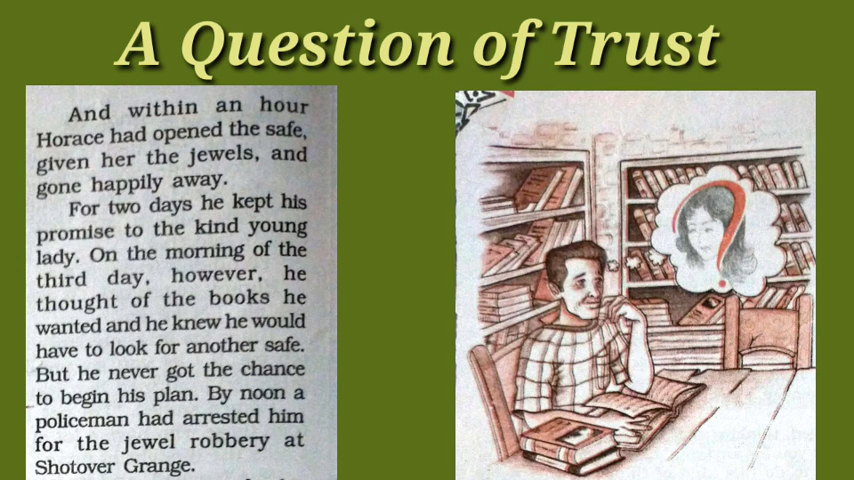 A Question of Trust
And within an hour
Horace had opened the safe,
given her the jewels, and
gone happily away.
For two days he kept his
promise to the kind young
lady. On the morning of the
third day, however, he
thought of the books he
wanted and he knew he would
have to look for another safe.
But he never got the chance
to begin his plan. By noon a
policeman had arrested him
for the jewel robbery at
Shotover Grange.